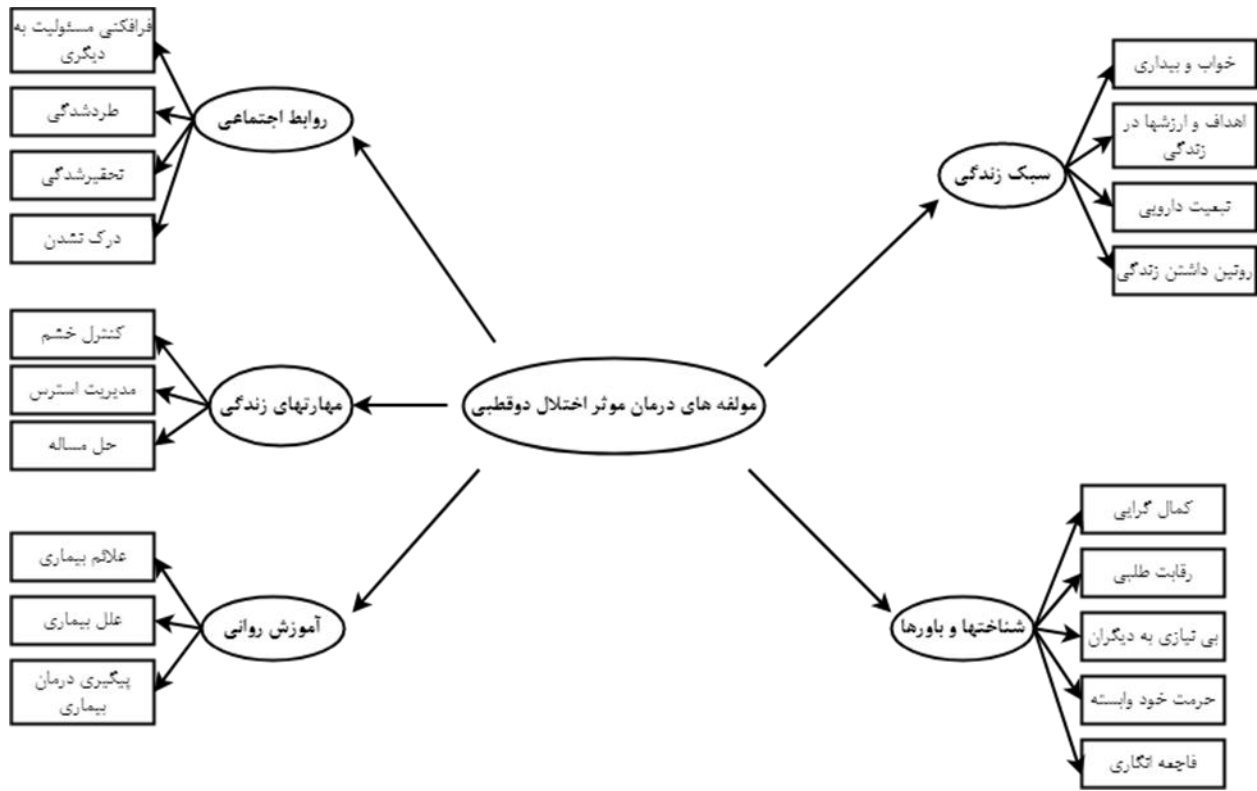 فرافکنی مسئولیت به
دیگری
طردشدگی
تحقیرشدگی
درک نشدن
روابط اجتماعی
خواب و بیداری
اهداف و ارزشها در
زندگی
تبعیت دارویی
روتین داشتن زندگی
سبک زندگی
کنترل خشم
مدیریت استرس
حل مساله
مهارتهای زندگی
مولفه های درمان موثر اختلال دوقطبی
علائم بیماری
علل بیماری
پیگیری درمان
بیماری
آموزش روانی
کمال گرایی
رقابت طلبی
بی نیازی به دیگران
حرمت خود وابسته
فاجعه انگاری
شناختها و باورها